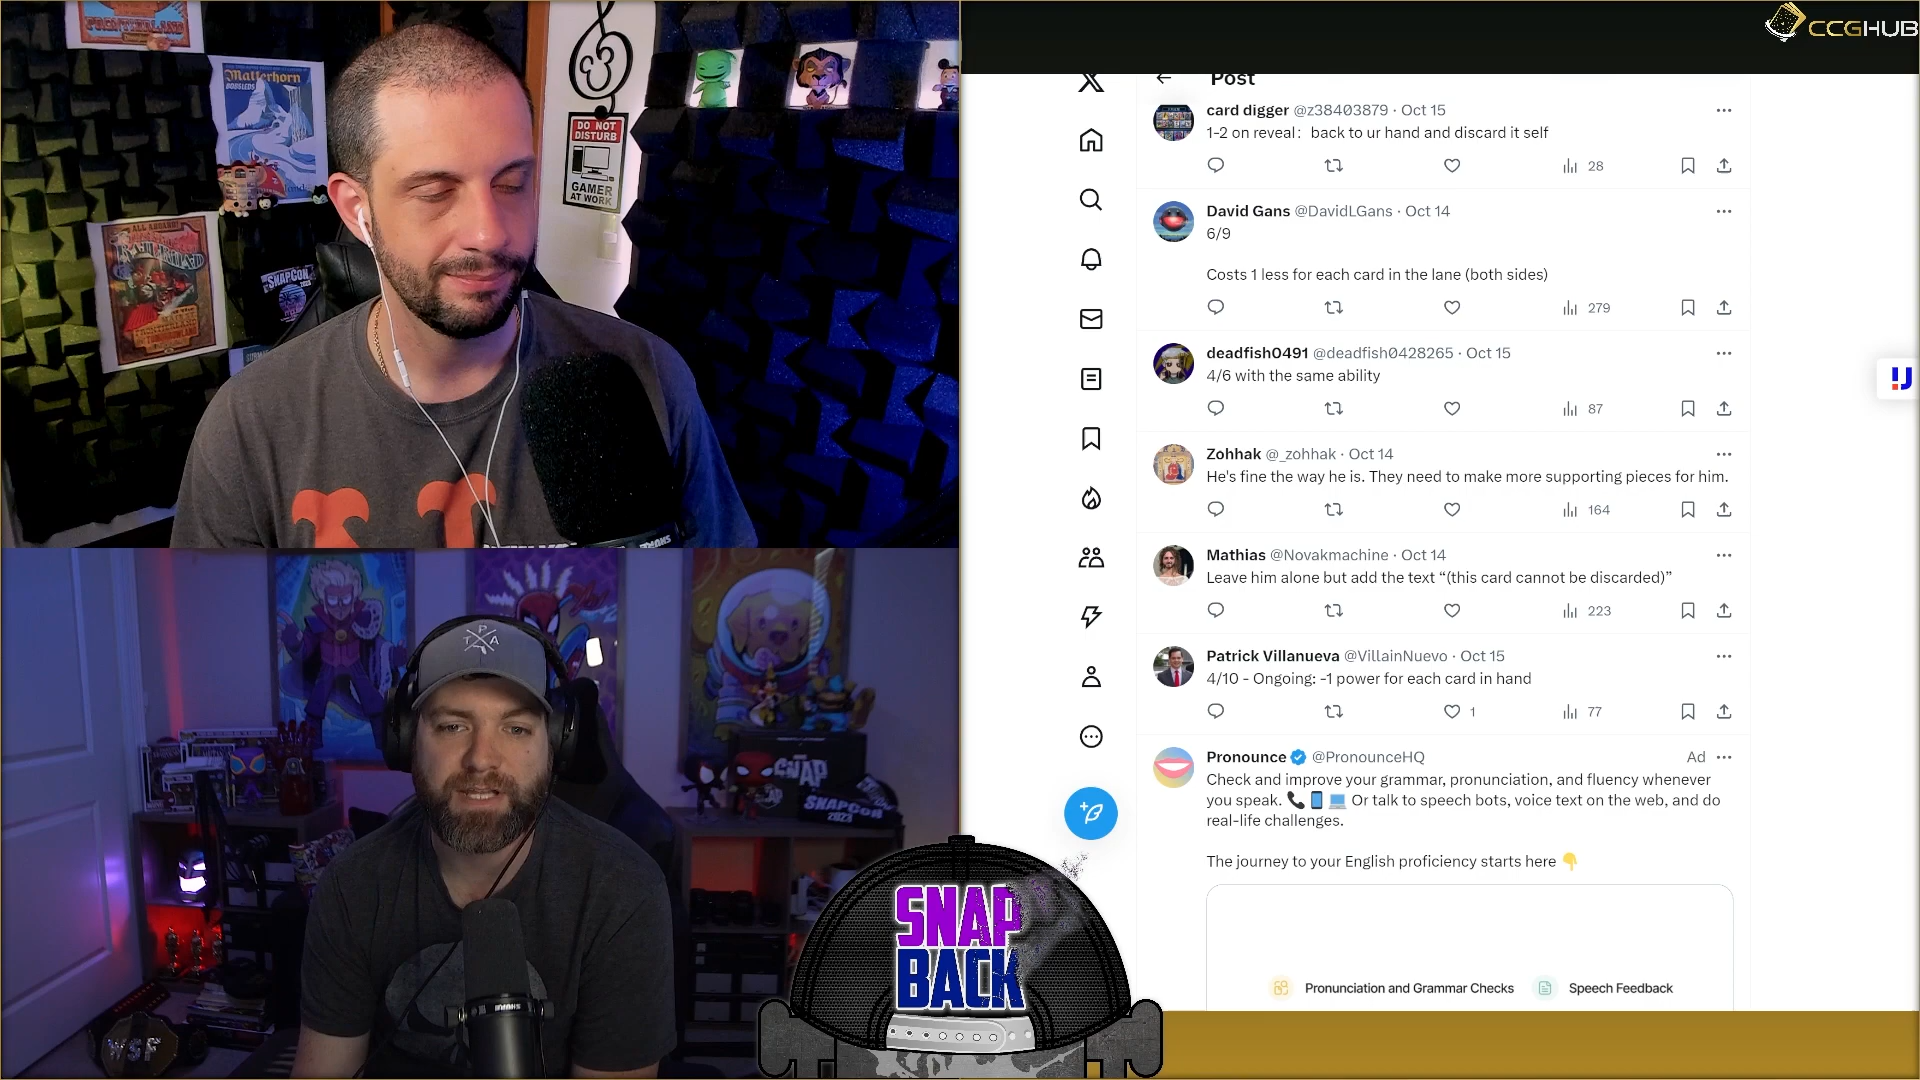 CCGHUB
Matterhorn
BOBSLEDS
DO NOT
DISTURB
GAMER
AT WORK
SNAPCON
2023
Post
card digger @z38403879 · Oct 15
1-2 on reveal: back to ur hand and discard it self
28
David Gans @DavidLGans · Oct 14
6/9
Costs 1 less for each card in the lane (both sides)
279
deadfish0491 @deadfish0428265 · Oct 15
4/6 with the same ability
87
Zohhak @_zohhak · Oct 14
He's fine the way he is. They need to make more supporting pieces for him.
164
Mathias @Novakmachine · Oct 14
Leave him alone but add the text “(this card cannot be discarded)”
223
Patrick Villanueva @VillainNuevo · Oct 15
4/10 - Ongoing: -1 power for each card in hand
1
77
Pronounce @PronounceHQ
Ad
Check and improve your grammar, pronunciation, and fluency whenever
you speak. 📞📱💻 Or talk to speech bots, voice text on the web, and do
real-life challenges.
The journey to your English proficiency starts here 👇
Pronunciation and Grammar Checks
Speech Feedback
TPA
SNAP
SNAPCON
2023
WSF
SNAP
BACK